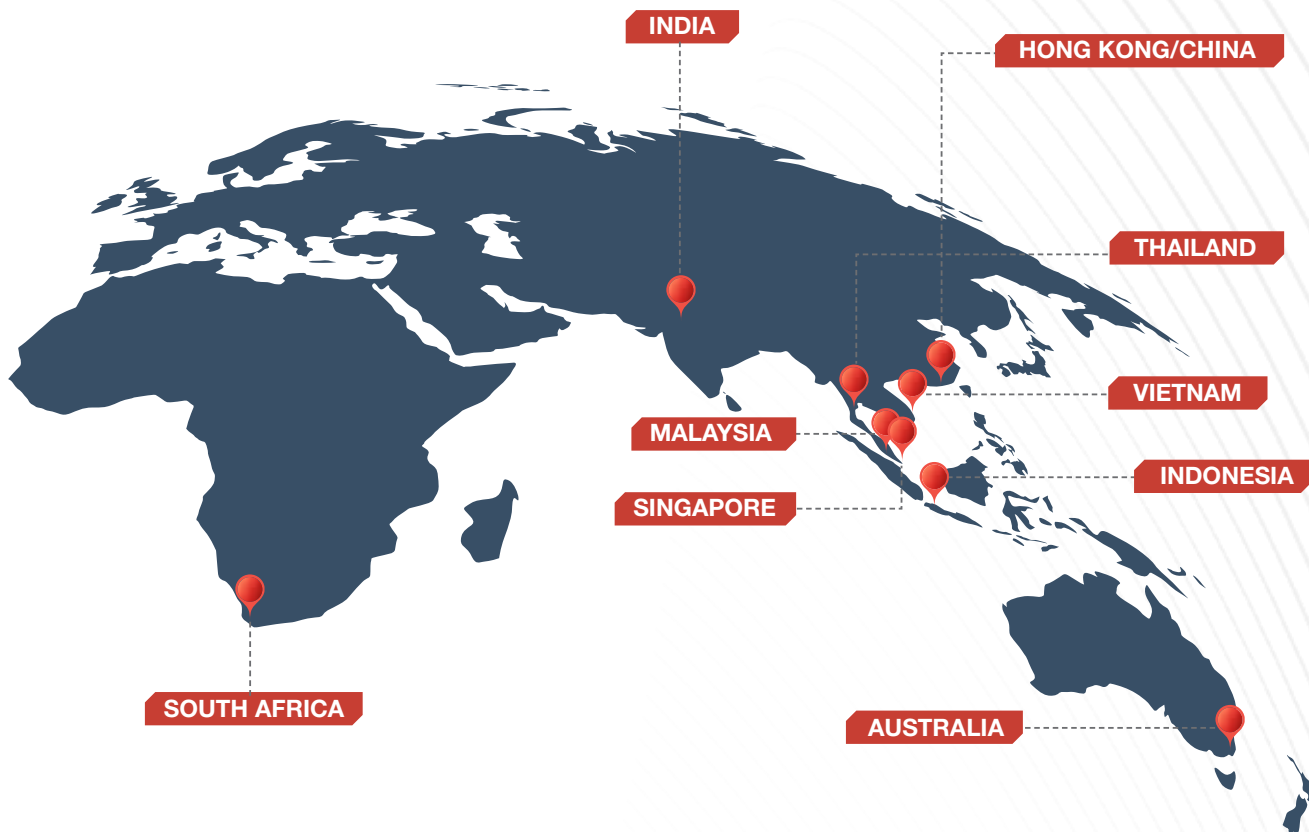 INDIA
HONG KONG/CHINA
THAILAND
VIETNAM
MALAYSIA
INDONESIA
SINGAPORE
SOUTH AFRICA
AUSTRALIA